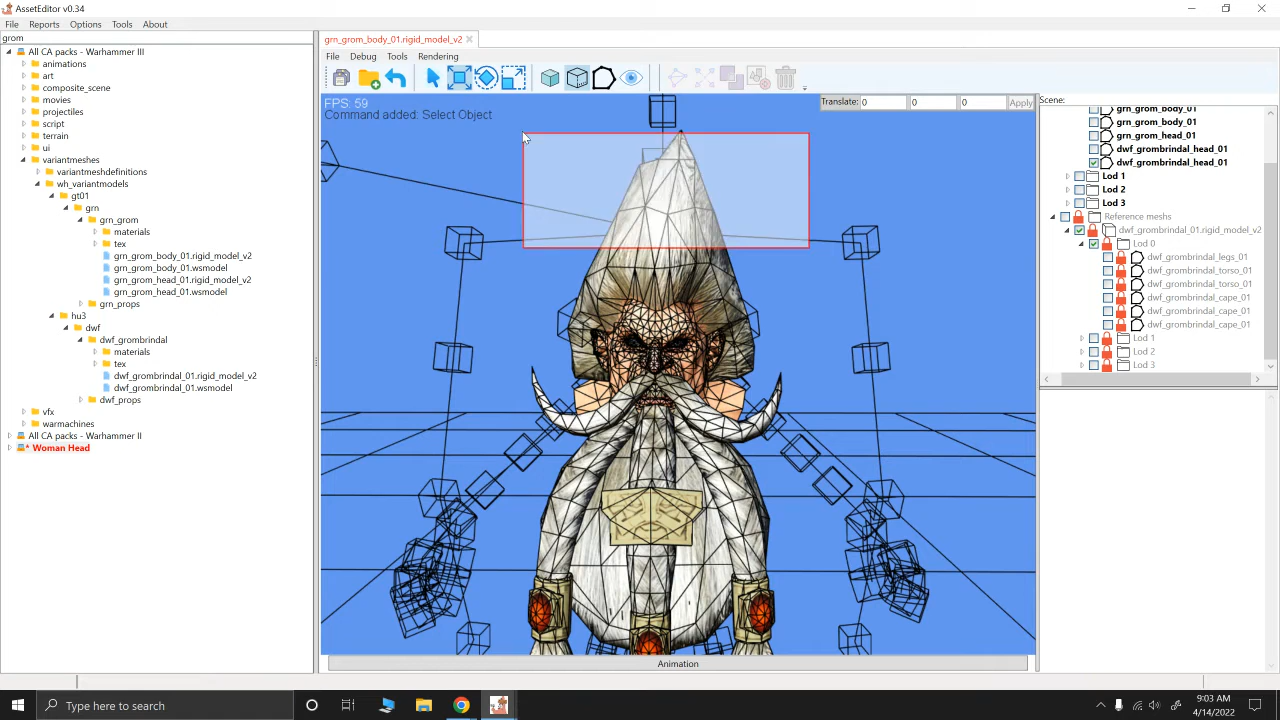 AssetEditor v0.34
File Reports Options Tools About
grom
All CA packs - Warhammer III
animations
art
composite_scene
movies
projectiles
script
terrain
ui
variantmeshes
variantmeshdefinitions
wh_variantmodels
gt01
grn
grn_grom
materials
tex
grn_grom_body_01.rigid_model_v2
grn_grom_body_01.wsmodel
grn_grom_head_01.rigid_model_v2
grn_grom_head_01.wsmodel
grn_props
hu3
dwf
dwf_grombrindal
materials
tex
dwf_grombrindal_01.rigid_model_v2
dwf_grombrindal_01.wsmodel
dwf_props
vfx
warmachines
All CA packs - Warhammer II
* Woman Head
grn_grom_body_01.rigid_model_v2
File Debug Tools Rendering
FPS: 59
Command added: Select Object
Translate: 0 0 0 Apply
Animation
Scene:
grn_grom_body_01
grn_grom_body_01
grn_grom_head_01
dwf_grombrindal_head_01
dwf_grombrindal_head_01
Lod 1
Lod 2
Lod 3
Reference meshs
dwf_grombrindal_01.rigid_model_v2
Lod 0
dwf_grombrindal_legs_01
dwf_grombrindal_torso_01
dwf_grombrindal_torso_01
dwf_grombrindal_cape_01
dwf_grombrindal_cape_01
dwf_grombrindal_cape_01
Lod 1
Lod 2
Lod 3
Type here to search
9:03 AM
4/14/2022